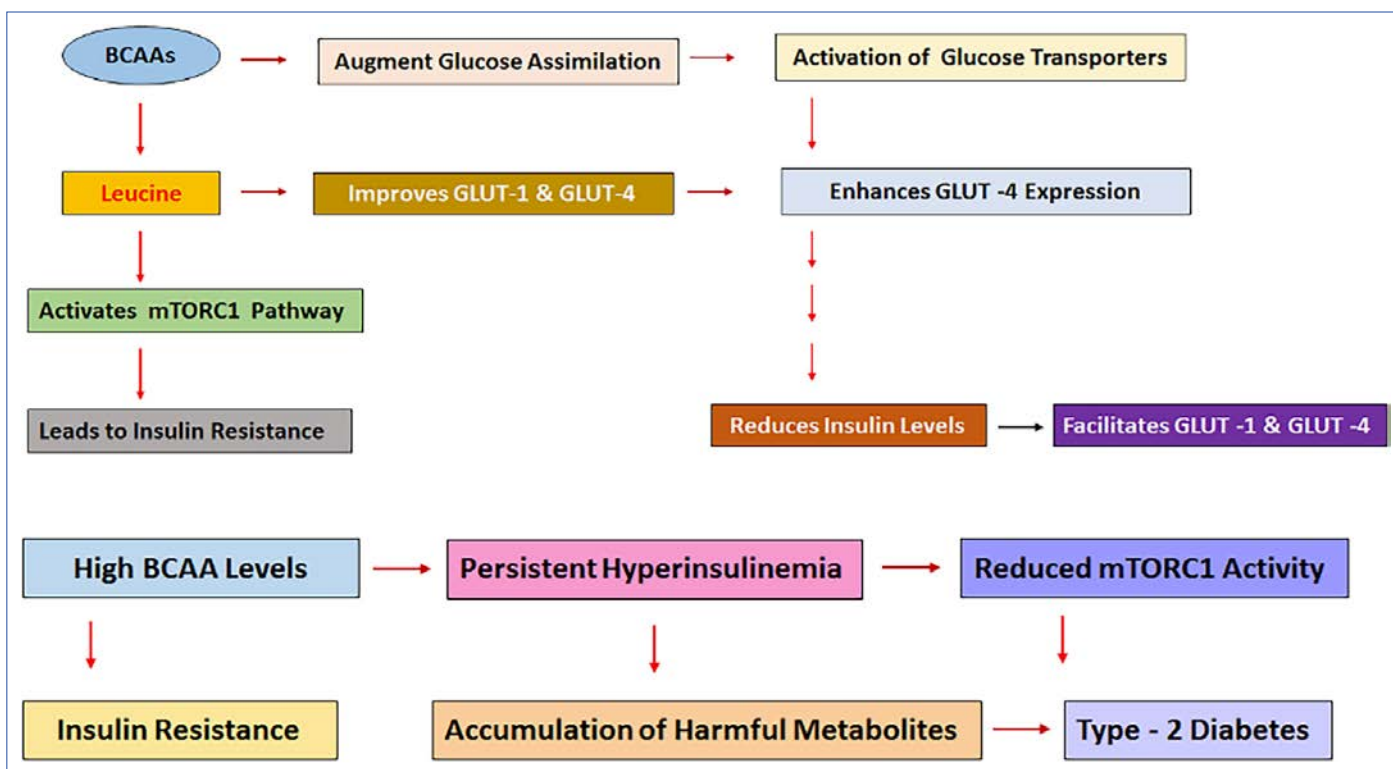 BCAAs
Augment Glucose Assimilation
Activation of Glucose Transporters
Leucine
Improves GLUT-1 & GLUT-4
Enhances GLUT -4 Expression
Activates mTORC1 Pathway
Leads to Insulin Resistance
Reduces Insulin Levels
Facilitates GLUT -1 & GLUT -4
High BCAA Levels
Persistent Hyperinsulinemia
Reduced mTORC1 Activity
Insulin Resistance
Accumulation of Harmful Metabolites
Type - 2 Diabetes